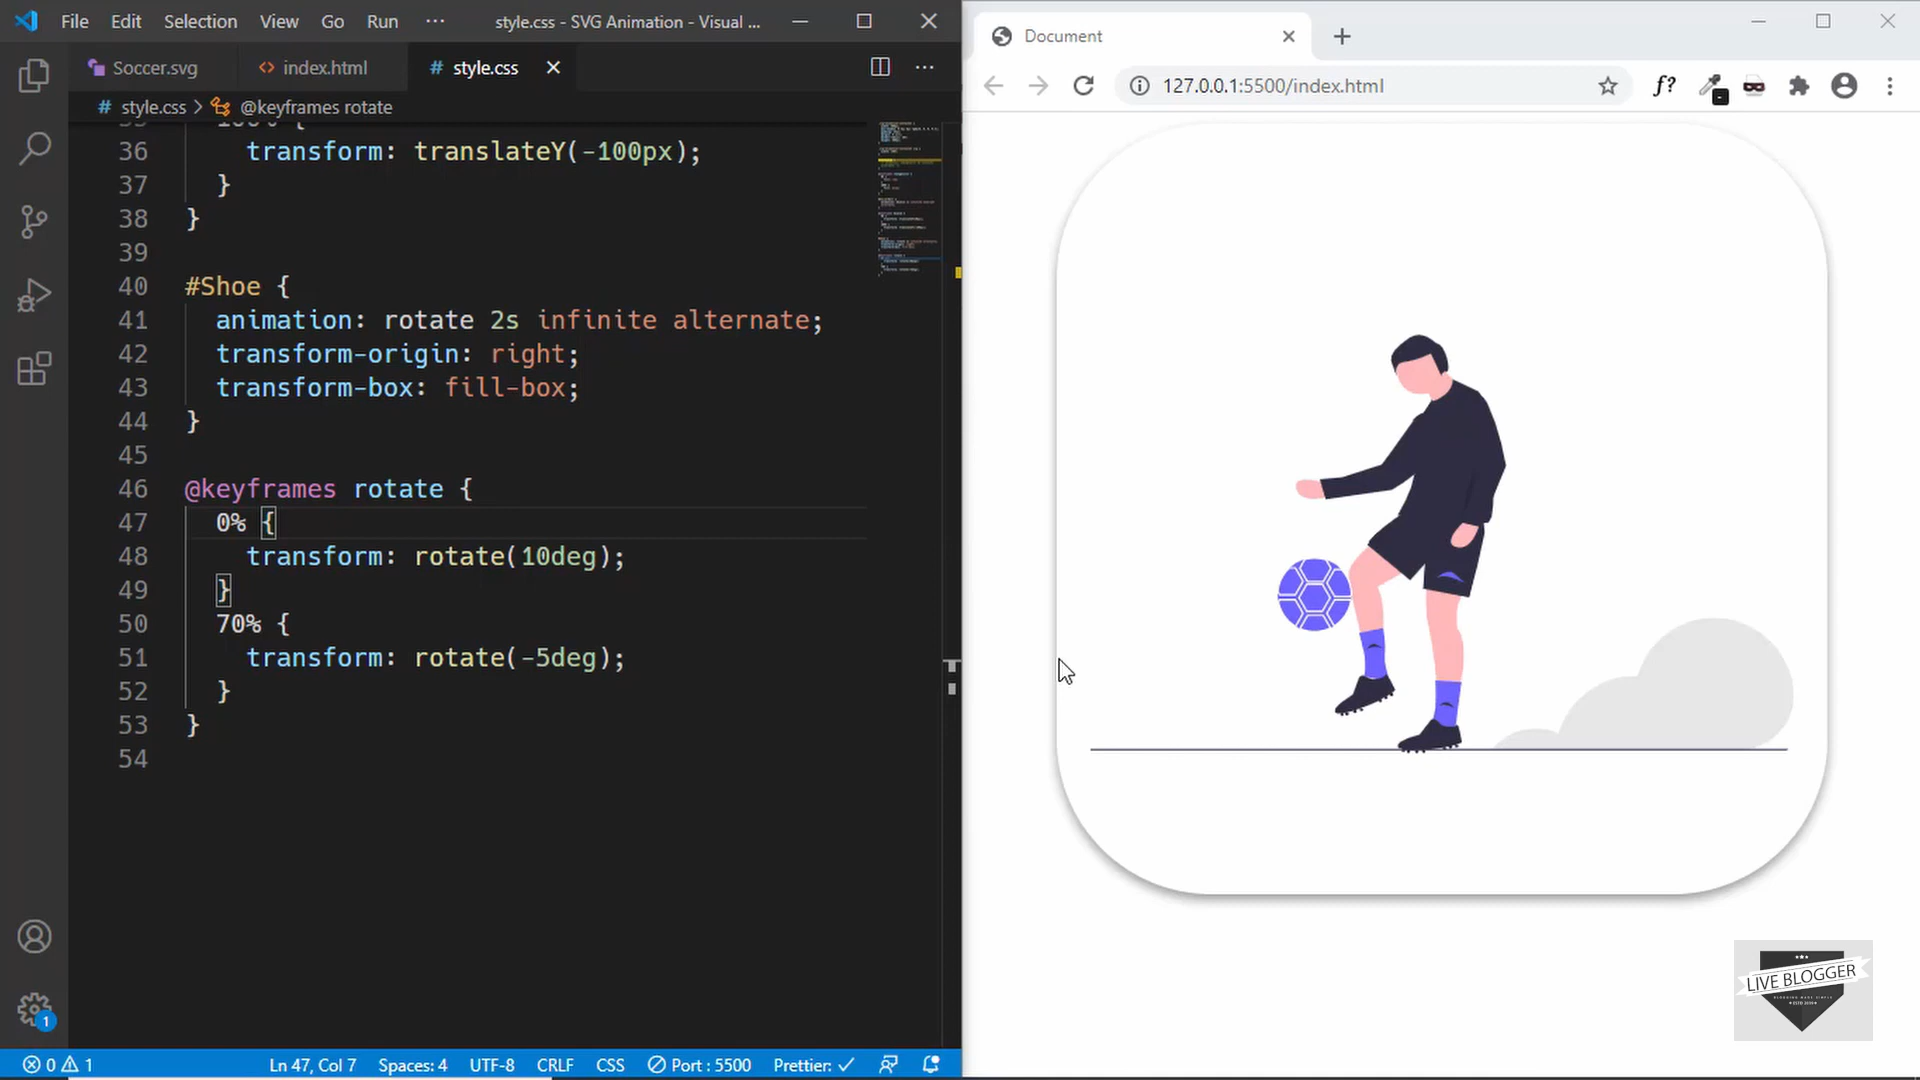 File Edit Selection View Go Run ··· style.css - SVG Animation - Visual ...
Soccer.svg index.html # style.css
# style.css > @keyframes rotate
36 transform: translateY(-100px);
37 }
38 }
39
40 #Shoe {
41 animation: rotate 2s infinite alternate;
42 transform-origin: right;
43 transform-box: fill-box;
44 }
45
46 @keyframes rotate {
47 0% {
48 transform: rotate(10deg);
49 }
50 70% {
51 transform: rotate(-5deg);
52 }
53 }
54
1
0 1 Ln 47, Col 7 Spaces: 4 UTF-8 CRLF CSS Port : 5500 Prettier: ✓
Document
127.0.0.1:5500/index.html f?
LIVE BLOGGER